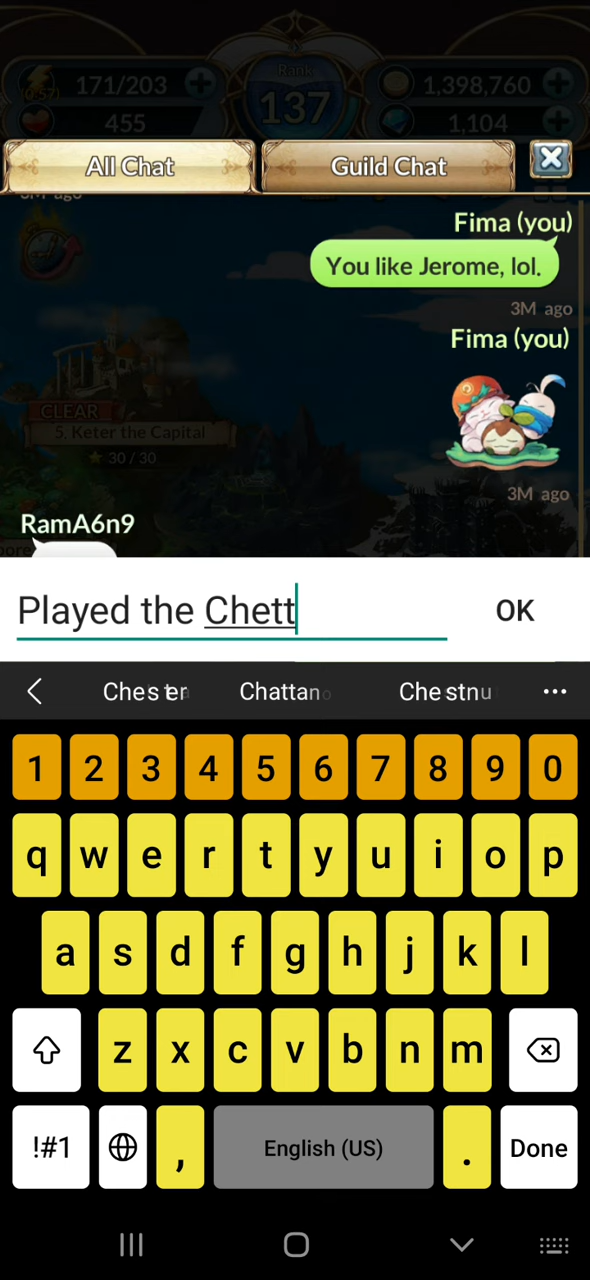 Rank
171/203
137
1,398,760
455
1,104
All Chat
Guild Chat
3M ago
Fima (you)
You like Jerome, lol.
3M ago
Fima (you)
CLEAR
5. Keter the Capital
30 / 30
3M ago
RamA6n9
Played the Chett
OK
Chester
Chattano
Chestnu
1 2 3 4 5 6 7 8 9 0
q w e r t y u i o p
a s d f g h j k l
z x c v b n m
!#1
,
English (US)
.
Done